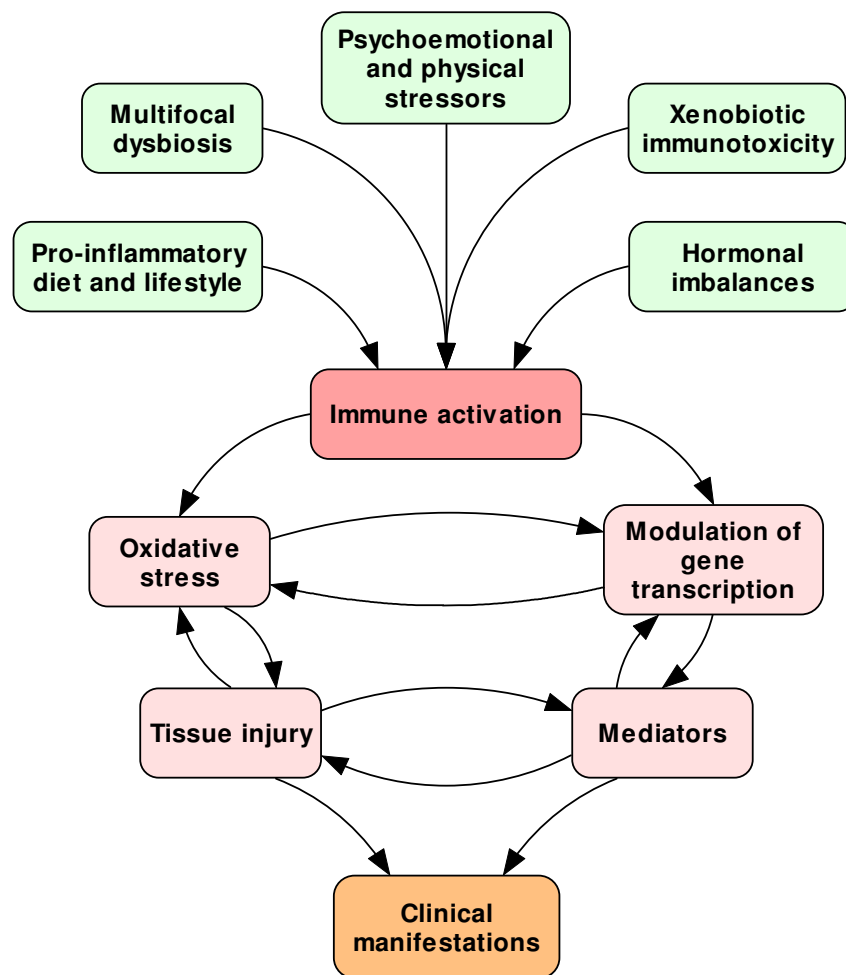 Psychoemotional
and physical
stressors
Multifocal
dysbiosis
Xenobiotic
immunotoxicity
Pro-inflammatory
diet and lifestyle
Hormonal
imbalances
Immune activation
Oxidative
stress
Modulation of
gene
transcription
Tissue injury
Mediators
Clinical
manifestations